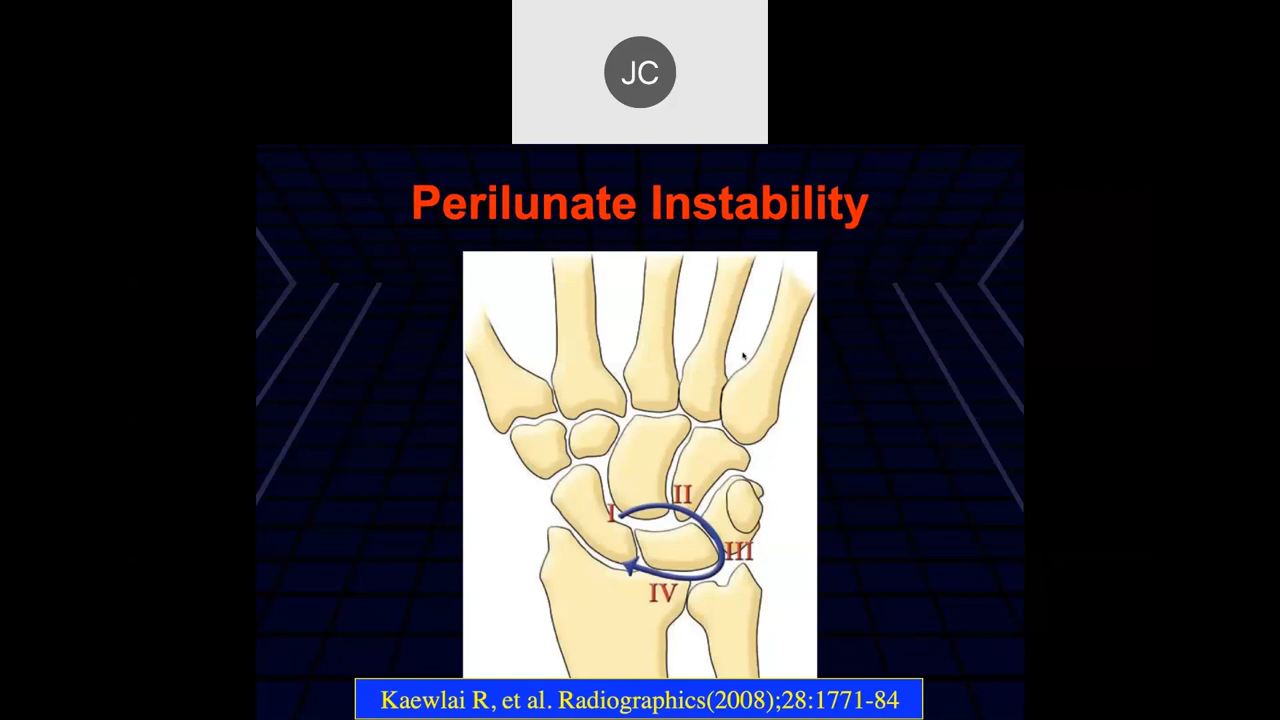 JC
Perilunate Instability
I
II
III
IV
Kaewlai R, et al. Radiographics(2008);28:1771-84